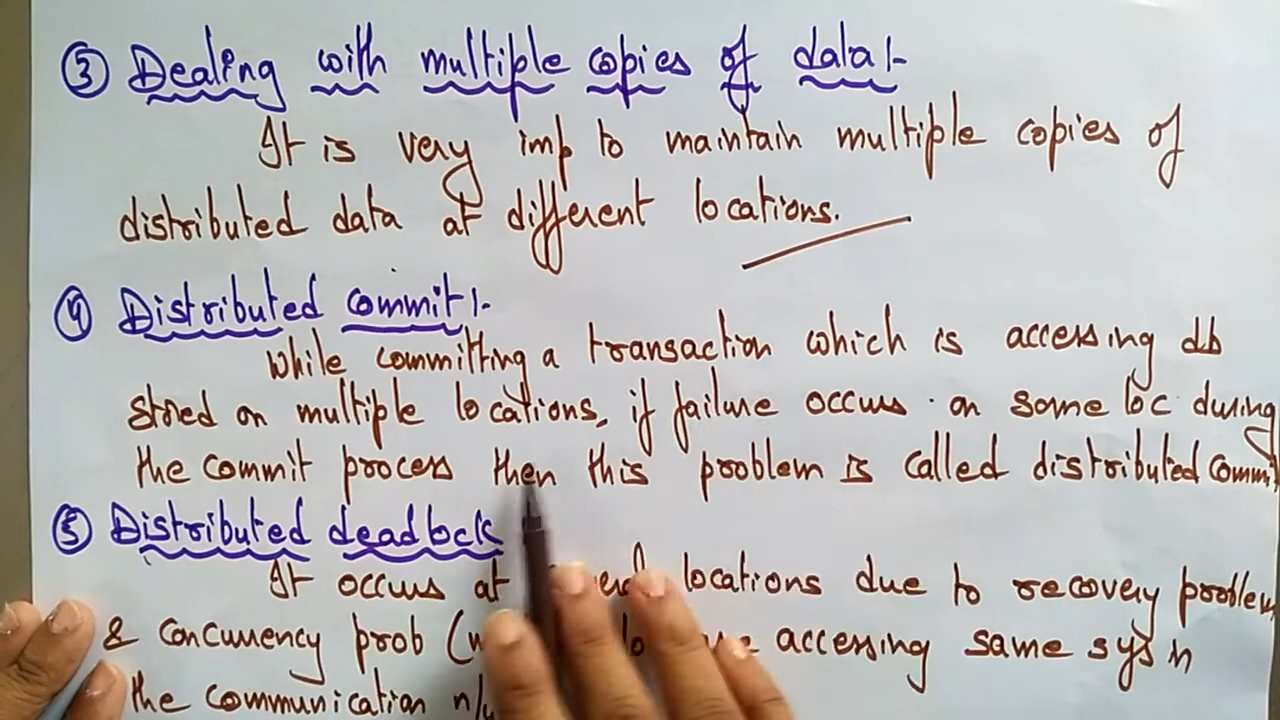 ③ Dealing with multiple copies of data:-
It is very imp to maintain multiple copies of
distributed data at different locations.
④ Distributed commit:-
While committing a transaction which is accessing db
stored on multiple locations, if failure occurs on some loc during
the commit process then this problem is called distributed commit
⑤ Distributed deadlock
It occurs at locations due to recovery problem
& concurrency prob ( accessing same sys in
the communication n/w